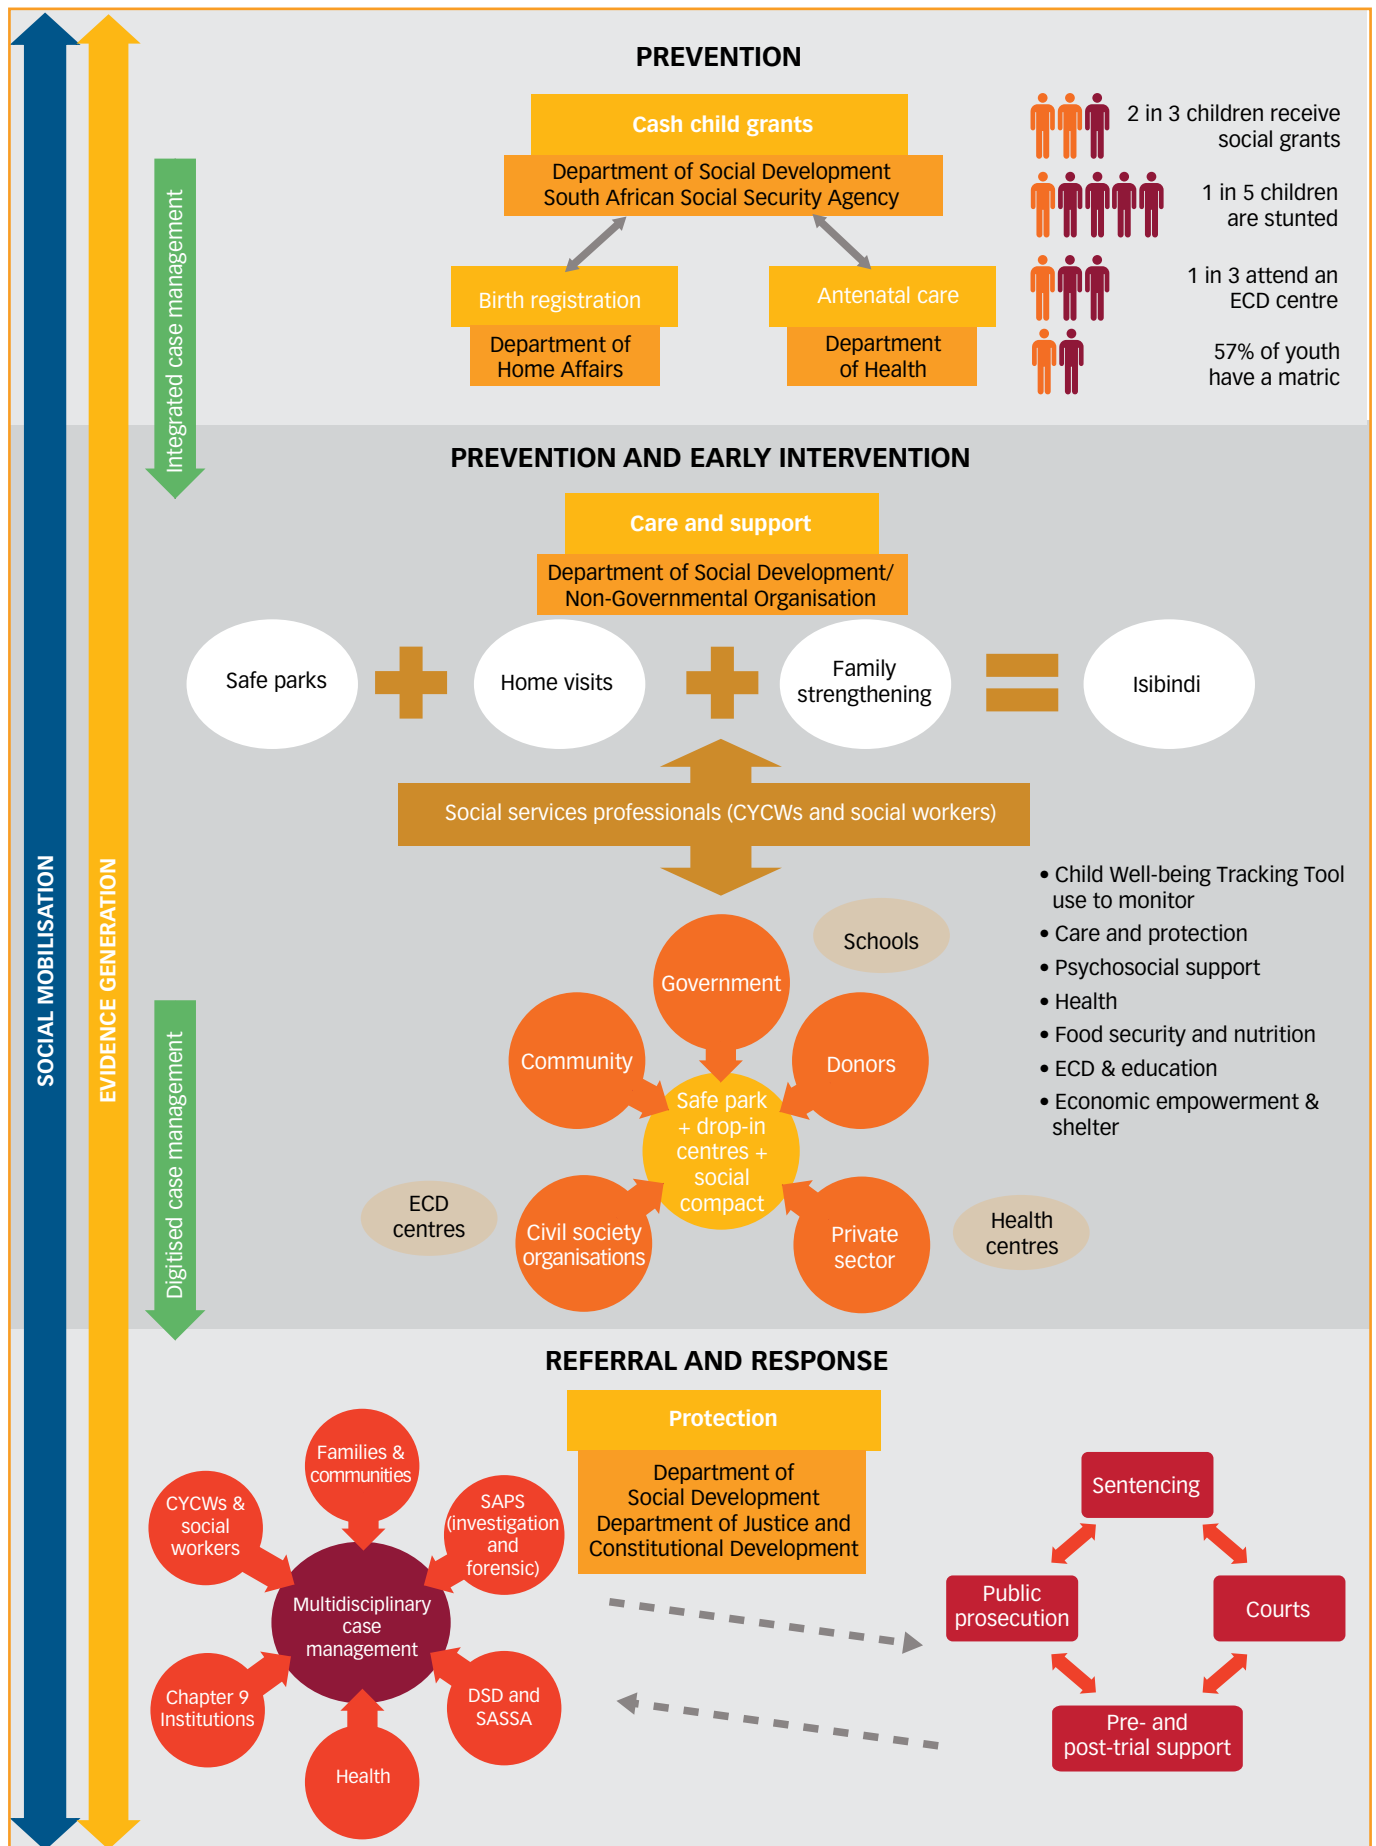 PREVENTION
Cash child grants
Department of Social Development
South African Social Security Agency
Birth registration
Department of
Home Affairs
Antenatal care
Department
of Health
2 in 3 children receive
social grants
1 in 5 children
are stunted
1 in 3 attend an
ECD centre
57% of youth
have a matric
SOCIAL MOBILISATION
EVIDENCE GENERATION
Integrated case management
PREVENTION AND EARLY INTERVENTION
Care and support
Department of Social Development/
Non-Governmental Organisation
Safe parks
Home visits
Family
strengthening
Isibindi
Social services professionals (CYCWs and social workers)
• Child Well-being Tracking Tool
use to monitor
• Care and protection
• Psychosocial support
• Health
• Food security and nutrition
• ECD & education
• Economic empowerment &
shelter
Schools
Government
Community
Donors
Safe park
+ drop-in
centres +
social
compact
ECD
centres
Civil society
organisations
Private
sector
Health
centres
Digitised case management
REFERRAL AND RESPONSE
Protection
Department of
Social Development
Department of Justice and
Constitutional Development
Families &
communities
CYCWs &
social
workers
SAPS
(investigation
and
forensic)
Multidisciplinary
case
management
Chapter 9
Institutions
DSD and
SASSA
Health
Sentencing
Public
prosecution
Courts
Pre- and
post-trial support